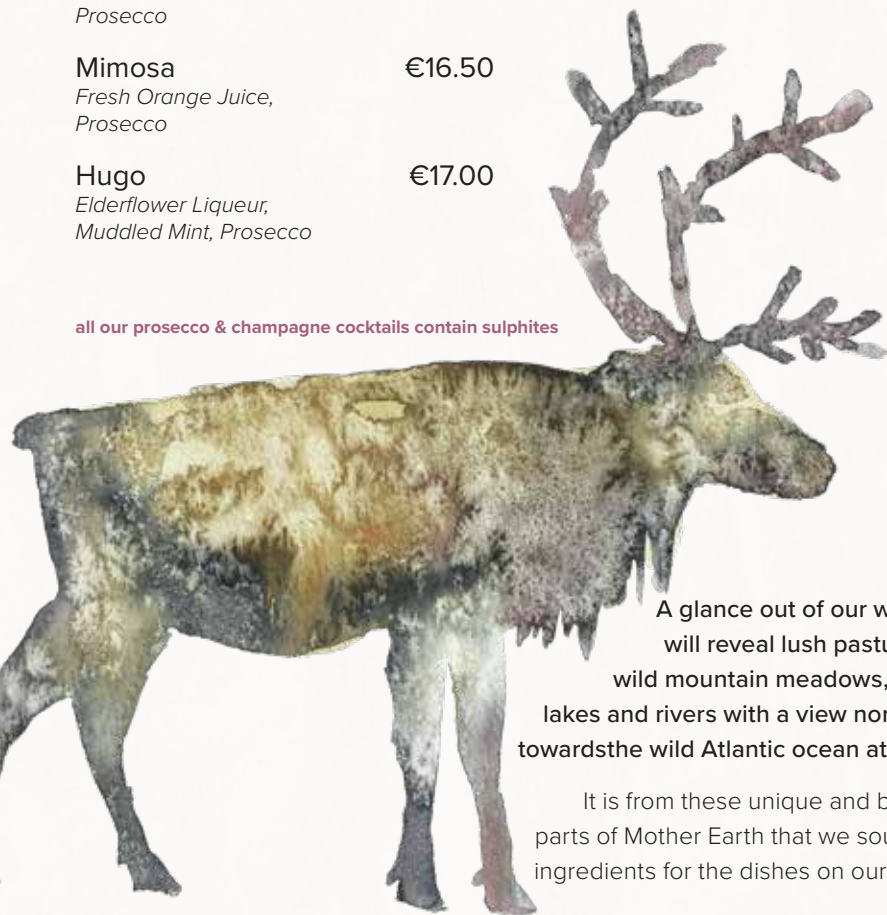 Prosecco
Mimosa €16.50
Fresh Orange Juice,
Prosecco
Hugo €17.00
Elderflower Liqueur,
Muddled Mint, Prosecco
all our prosecco & champagne cocktails contain sulphites
A glance out of our w
will reveal lush pastu
wild mountain meadows,
lakes and rivers with a view nor
towardsthe wild Atlantic ocean at
It is from these unique and b
parts of Mother Earth that we sou
ingredients for the dishes on our